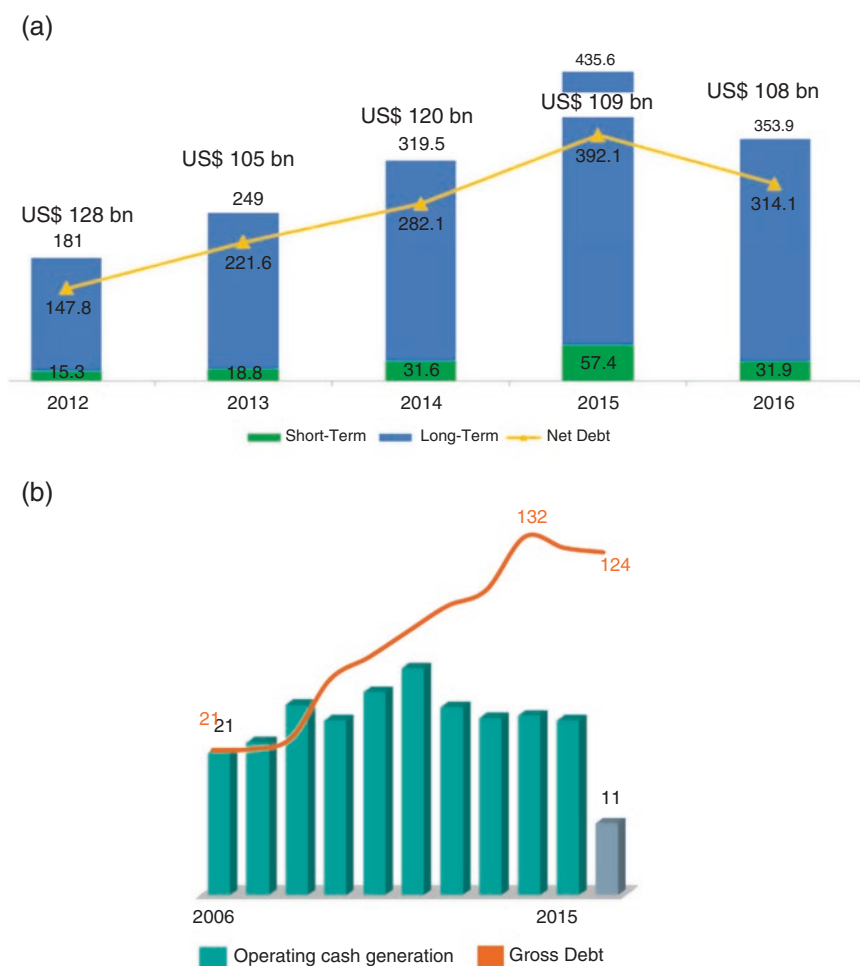 (a)
435.6
US$ 109 bn
US$ 108 bn
US$ 120 bn
353.9
319.5
392.1
US$ 105 bn
249
314.1
US$ 128 bn
282.1
181
221.6
147.8
15.3 18.8 31.6 57.4 31.9
2012 2013 2014 2015 2016
Short-Term Long-Term Net Debt
(b)
132
124
21 21
11
2006 2015
Operating cash generation Gross Debt